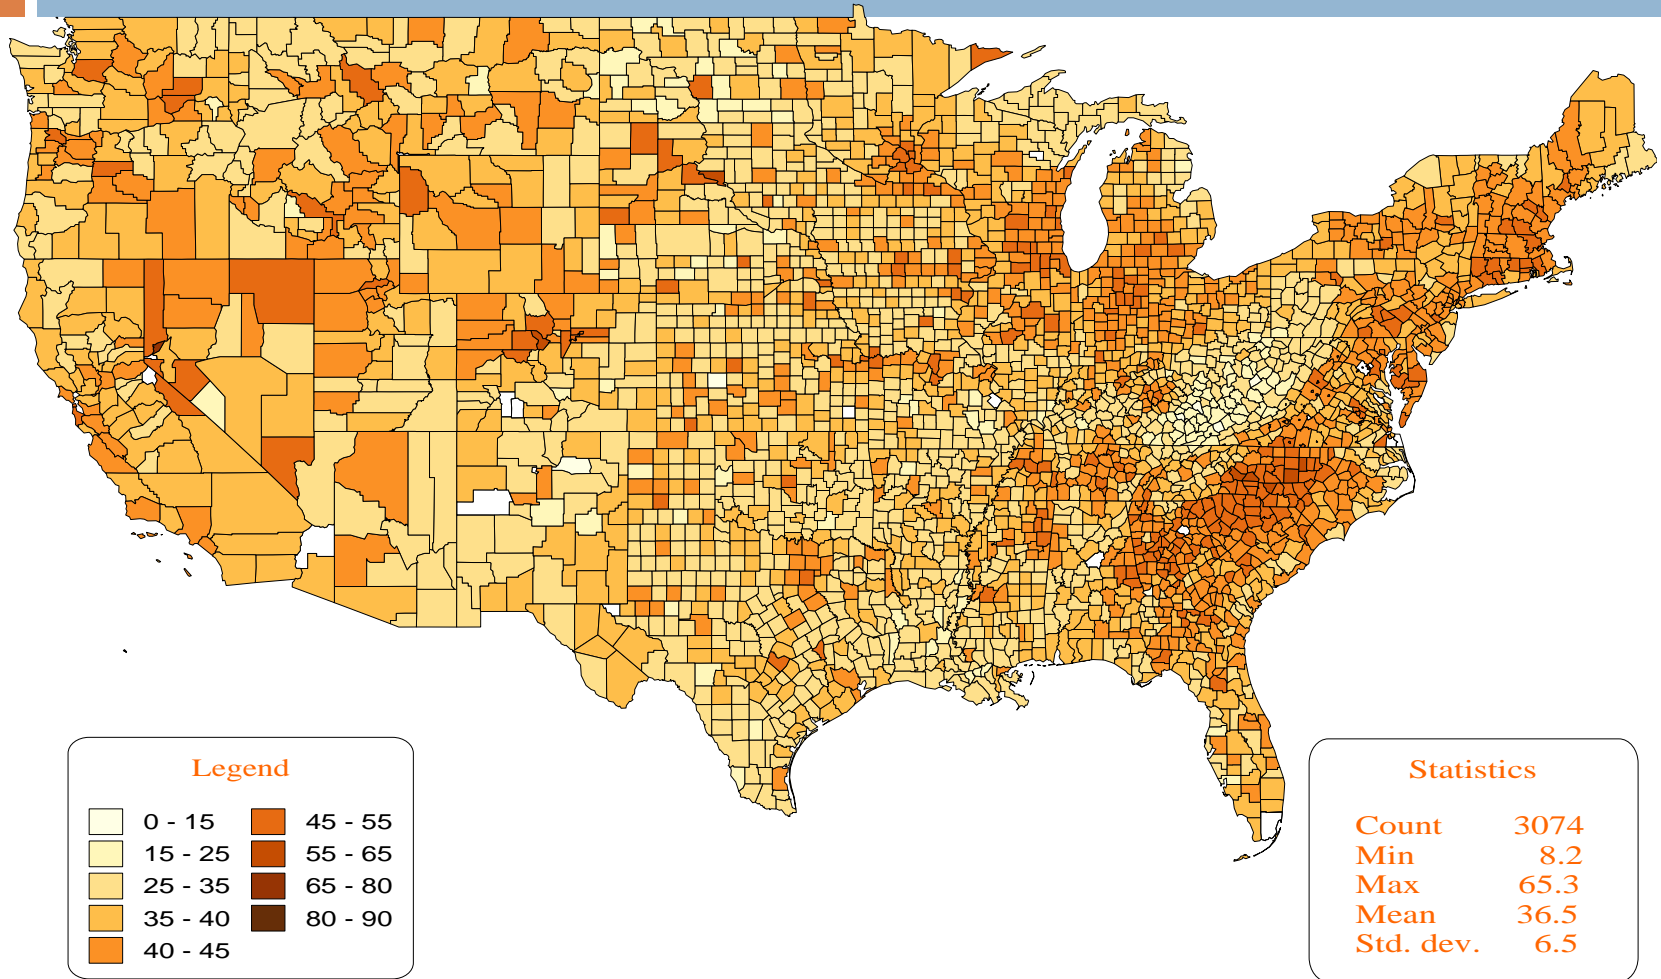 Legend
0 - 15
15 - 25
25 - 35
35 - 40
40 - 45
45 - 55
55 - 65
65 - 80
80 - 90
Statistics
Count 3074
Min 8.2
Max 65.3
Mean 36.5
Std. dev. 6.5